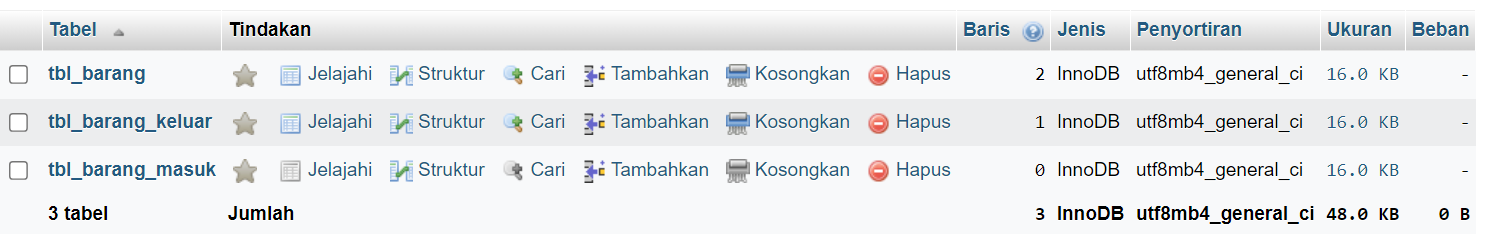 Tabel Tindakan Baris Jenis Penyortiran Ukuran Beban
tbl_barang Jelajahi Struktur Cari Tambahkan Kosongkan Hapus 2 InnoDB utf8mb4_general_ci 16.0 KB -
tbl_barang_keluar Jelajahi Struktur Cari Tambahkan Kosongkan Hapus 1 InnoDB utf8mb4_general_ci 16.0 KB -
tbl_barang_masuk Jelajahi Struktur Cari Tambahkan Kosongkan Hapus 0 InnoDB utf8mb4_general_ci 16.0 KB -
3 tabel Jumlah 3 InnoDB utf8mb4_general_ci 48.0 KB 0 B